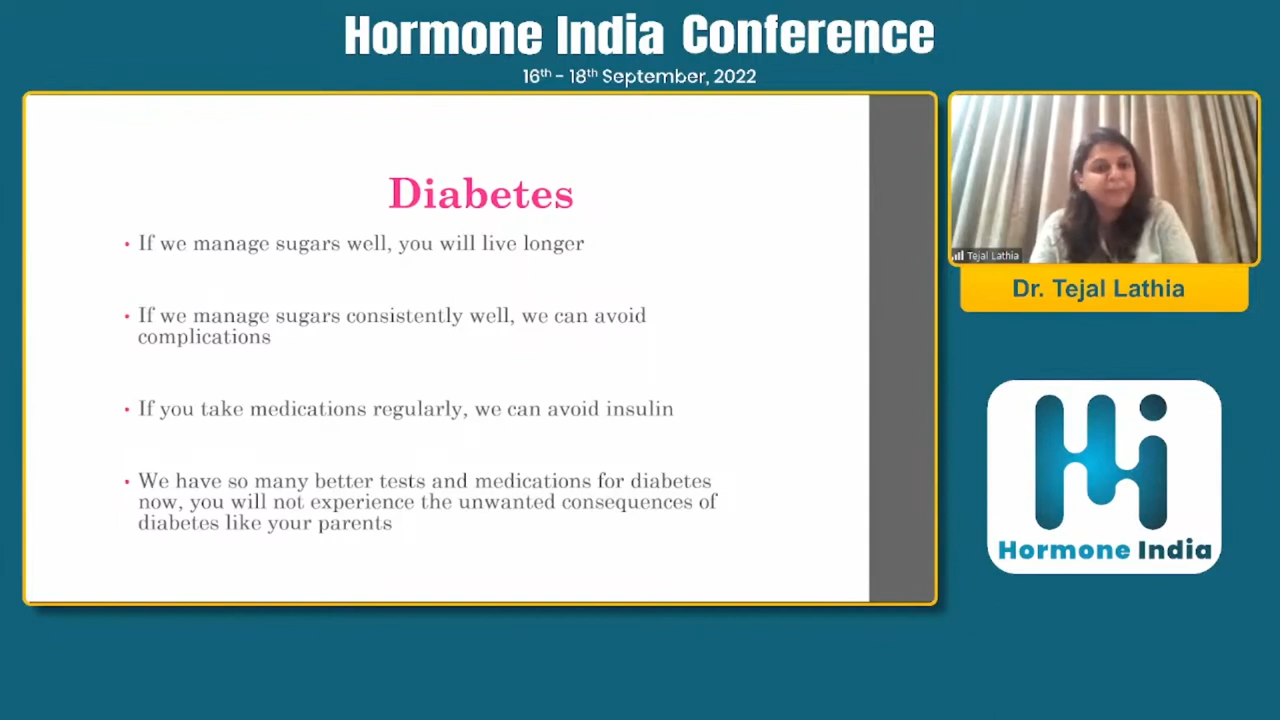 Hormone India Conference
16th - 18th September, 2022
Diabetes
• If we manage sugars well, you will live longer
• If we manage sugars consistently well, we can avoid
complications
• If you take medications regularly, we can avoid insulin
• We have so many better tests and medications for diabetes
now, you will not experience the unwanted consequences of
diabetes like your parents
Tejal Lathia
Dr. Tejal Lathia
Hi
Hormone India